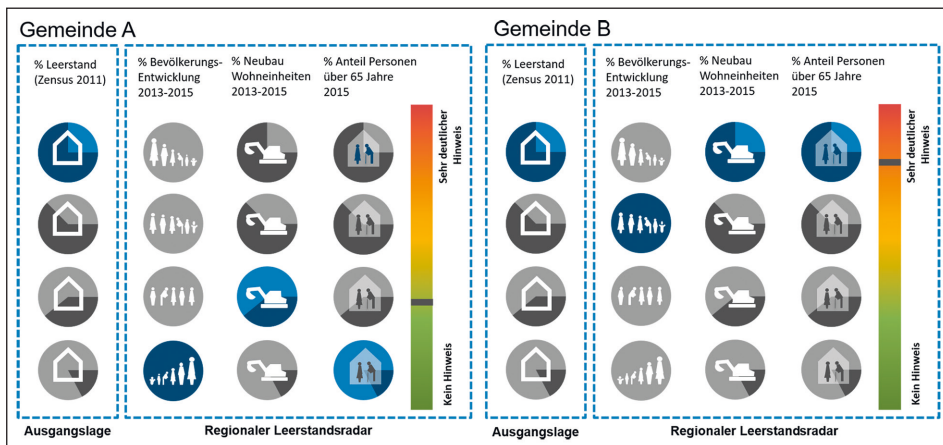 Gemeinde A
% Leerstand
(Zensus 2011)
% Bevölkerungs-
Entwicklung
2013-2015
% Neubau
Wohneinheiten
2013-2015
% Anteil Personen
über 65 Jahre
2015
Sehr deutlicher
Hinweis
Kein Hinweis
Ausgangslage
Regionaler Leerstandsradar
Gemeinde B
% Leerstand
(Zensus 2011)
% Bevölkerungs-
Entwicklung
2013-2015
% Neubau
Wohneinheiten
2013-2015
% Anteil Personen
über 65 Jahre
2015
Sehr deutlicher
Hinweis
Kein Hinweis
Ausgangslage
Regionaler Leerstandsradar